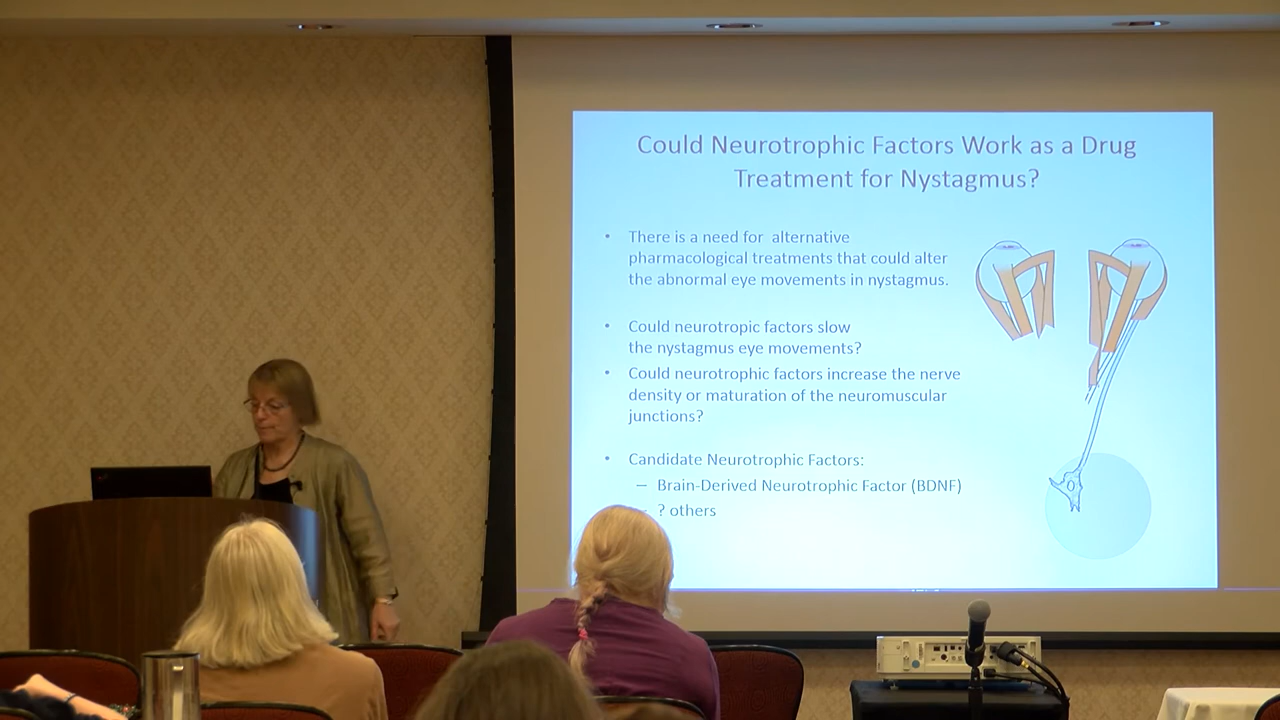 Could Neurotrophic Factors Work as a Drug
Treatment for Nystagmus?
• There is a need for alternative
pharmacological treatments that could alter
the abnormal eye movements in nystagmus.
• Could neurotropic factors slow
the nystagmus eye movements?
• Could neurotrophic factors increase the nerve
density or maturation of the neuromuscular
junctions?
• Candidate Neurotrophic Factors:
– Brain-Derived Neurotrophic Factor (BDNF)
– ? others